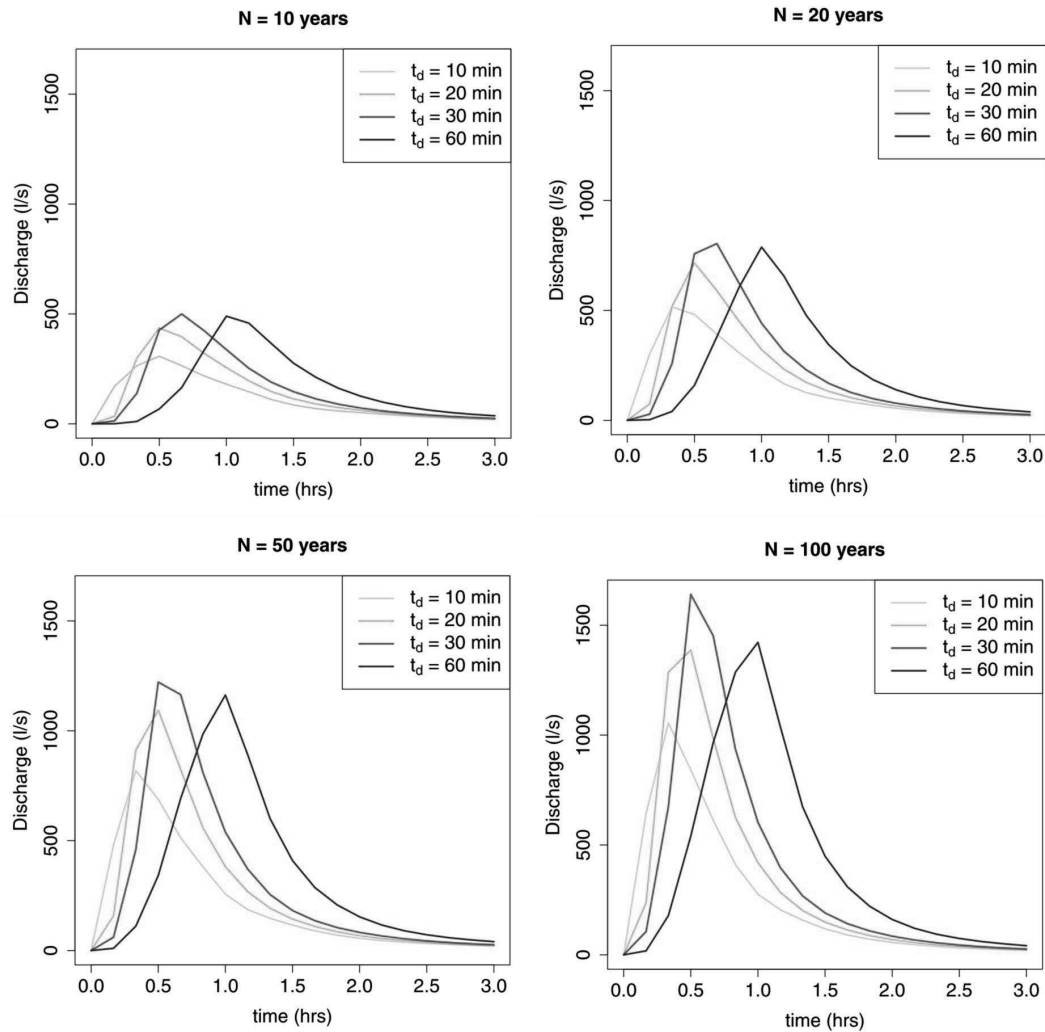 N = 10 years
t_d = 10 min
t_d = 20 min
t_d = 30 min
t_d = 60 min
Discharge (l/s)
1500
1000
500
0
0.0 0.5 1.0 1.5 2.0 2.5 3.0
time (hrs)
N = 20 years
t_d = 10 min
t_d = 20 min
t_d = 30 min
t_d = 60 min
Discharge (l/s)
1500
1000
500
0
0.0 0.5 1.0 1.5 2.0 2.5 3.0
time (hrs)
N = 50 years
t_d = 10 min
t_d = 20 min
t_d = 30 min
t_d = 60 min
Discharge (l/s)
1500
1000
500
0
0.0 0.5 1.0 1.5 2.0 2.5 3.0
time (hrs)
N = 100 years
t_d = 10 min
t_d = 20 min
t_d = 30 min
t_d = 60 min
Discharge (l/s)
1500
1000
500
0
0.0 0.5 1.0 1.5 2.0 2.5 3.0
time (hrs)